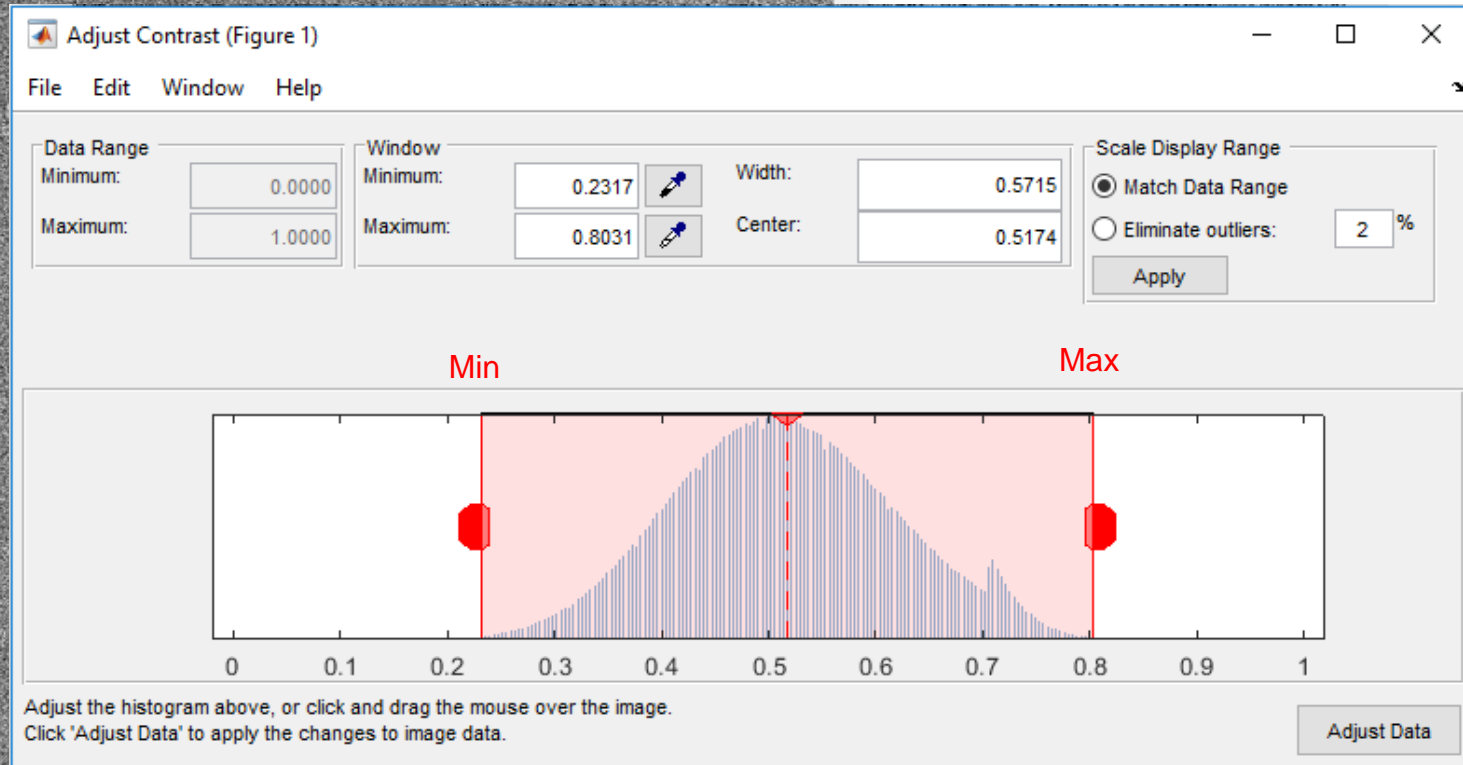 Adjust Contrast (Figure 1)
File Edit Window Help
Data Range
Minimum: 0.0000
Maximum: 1.0000
Window
Minimum: 0.2317
Maximum: 0.8031
Width: 0.5715
Center: 0.5174
Scale Display Range
Match Data Range
Eliminate outliers: 2 %
Apply
Min Max
0 0.1 0.2 0.3 0.4 0.5 0.6 0.7 0.8 0.9 1
Adjust the histogram above, or click and drag the mouse over the image.
Click 'Adjust Data' to apply the changes to image data.
Adjust Data